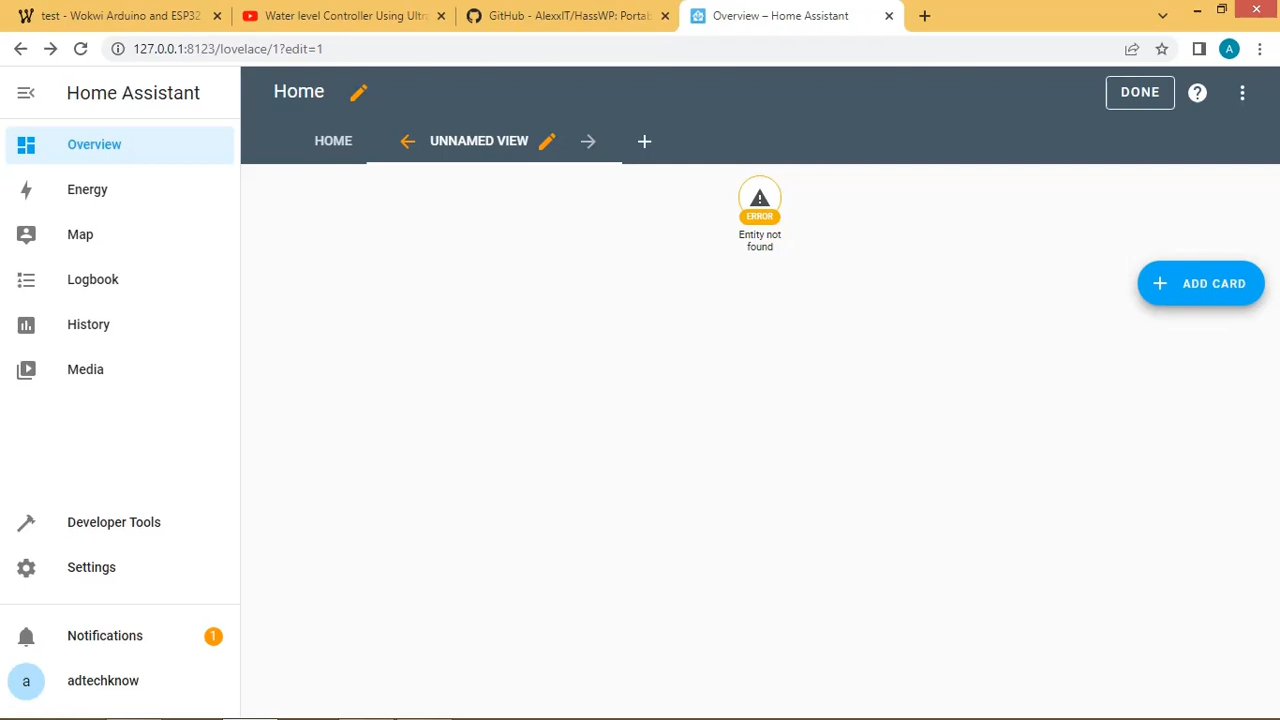 test - Wokwi Arduino and ESP32
Water level Controller Using Ultra
GitHub - AlexxIT/HassWP: Portab
Overview – Home Assistant
127.0.0.1:8123/lovelace/1?edit=1
A
Home Assistant
Home
DONE
HOME
UNNAMED VIEW
Overview
Energy
Map
Logbook
History
Media
ERROR
Entity not
found
ADD CARD
Developer Tools
Settings
Notifications
1
a
adtechknow